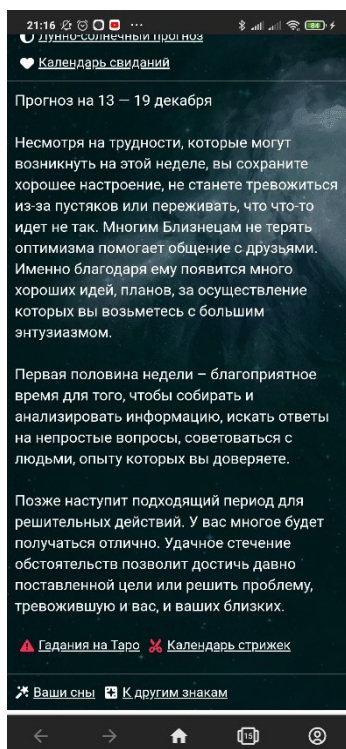 21:16 ... 84
Лунно-солнечный прогноз
Календарь свиданий
Прогноз на 13 — 19 декабря
Несмотря на трудности, которые могут
возникнуть на этой неделе, вы сохраните
хорошее настроение, не станете тревожиться
из-за пустяков или переживать, что что-то
идет не так. Многим Близнецам не терять
оптимизма помогает общение с друзьями.
Именно благодаря ему появится много
хороших идей, планов, за осуществление
которых вы возьметесь с большим
энтузиазмом.
Первая половина недели – благоприятное
время для того, чтобы собирать и
анализировать информацию, искать ответы
на непростые вопросы, советоваться с
людьми, опыту которых вы доверяете.
Позже наступит подходящий период для
решительных действий. У вас многое будет
получаться отлично. Удачное стечение
обстоятельств позволит достичь давно
поставленной цели или решить проблему,
тревожившую и вас, и ваших близких.
Гадания на Таро Календарь стрижек
Ваши сны К другим знакам
15